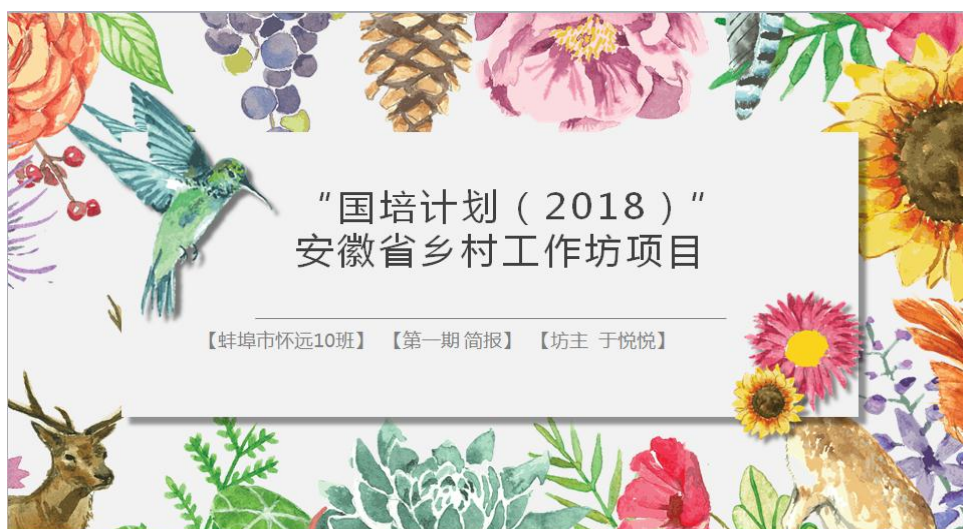 “国培计划（2018）”
安徽省乡村工作坊项目
【蚌埠市怀远10班】 【第一期简报】 【坊主 于悦悦】